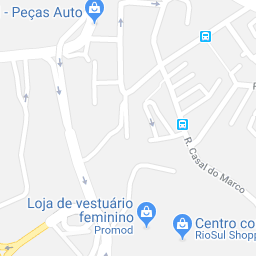 - Peças Auto
R. Casal do Marco
Loja de vestuário
feminino
Promod
Centro co
RioSul Shopp